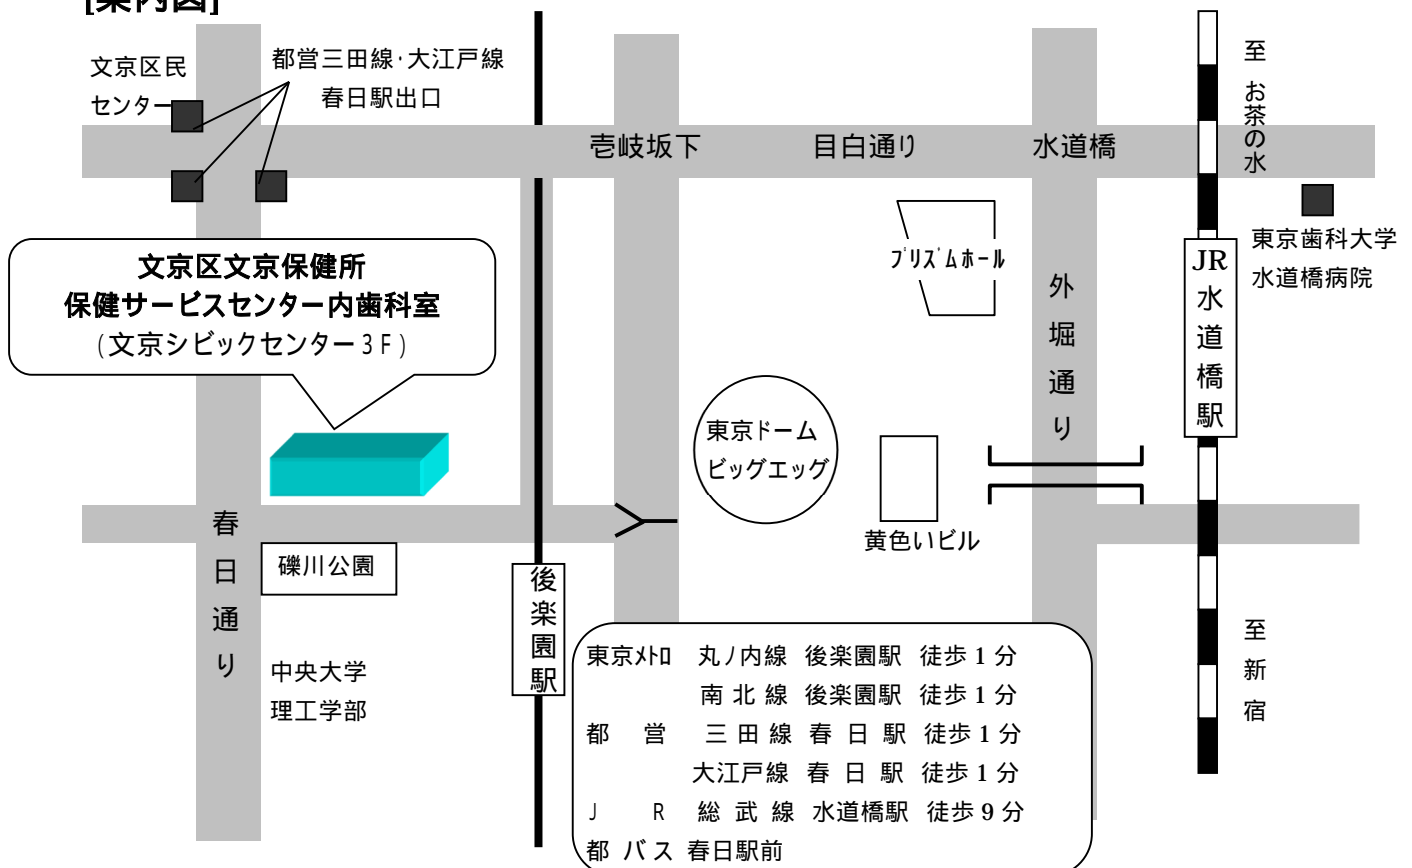 [案内図]
文京区民
センター
都営三田線･大江戸線
春日駅出口
壱岐坂下
目白通り
水道橋
至 お茶の水
東京歯科大学
水道橋病院
文京区文京保健所
保健サービスセンター内歯科室
(文京シビックセンター3F)
プリズムホール
外堀通り
JR水道橋駅
東京ドーム
ビッグエッグ
黄色いビル
春日通り
礫川公園
後楽園駅
中央大学
理工学部
至新宿
東京メトロ 丸ノ内線 後楽園駅 徒歩1分
南北線 後楽園駅 徒歩1分
都 営 三田線 春日駅 徒歩1分
大江戸線 春日駅 徒歩1分
J R 総武線 水道橋駅 徒歩9分
都バス 春日駅前